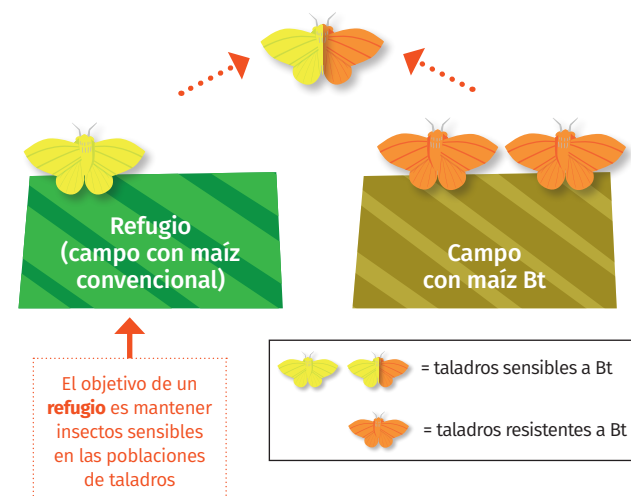 Refugio
(campo con maíz
convencional)
Campo
con maíz Bt
El objetivo de un
refugio es mantener
insectos sensibles
en las poblaciones
de taladros
= taladros sensibles a Bt
= taladros resistentes a Bt